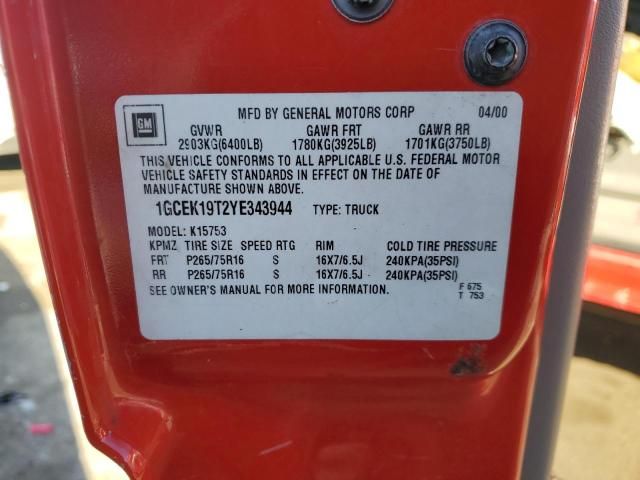 MFD BY GENERAL MOTORS CORP 04/00
GM
GVWR GAWR FRT GAWR RR
2903KG(6400LB) 1780KG(3925LB) 1701KG(3750LB)
THIS VEHICLE CONFORMS TO ALL APPLICABLE U.S. FEDERAL MOTOR
VEHICLE SAFETY STANDARDS IN EFFECT ON THE DATE OF
MANUFACTURE SHOWN ABOVE.
1GCEK19T2YE343944 TYPE: TRUCK
MODEL: K15753
KPMZ TIRE SIZE SPEED RTG RIM COLD TIRE PRESSURE
FRT P265/75R16 S 16X7/6.5J 240KPA(35PSI)
RR P265/75R16 S 16X7/6.5J 240KPA(35PSI)
SEE OWNER'S MANUAL FOR MORE INFORMATION.
F 675
T 753